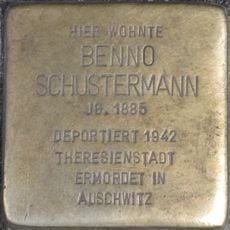 HIER WOHNTE
BENNO
SCHUSTERMANN
JG. 1885
DEPORTIERT 1942
THERESIENSTADT
ERMORDET IN
AUSCHWITZ